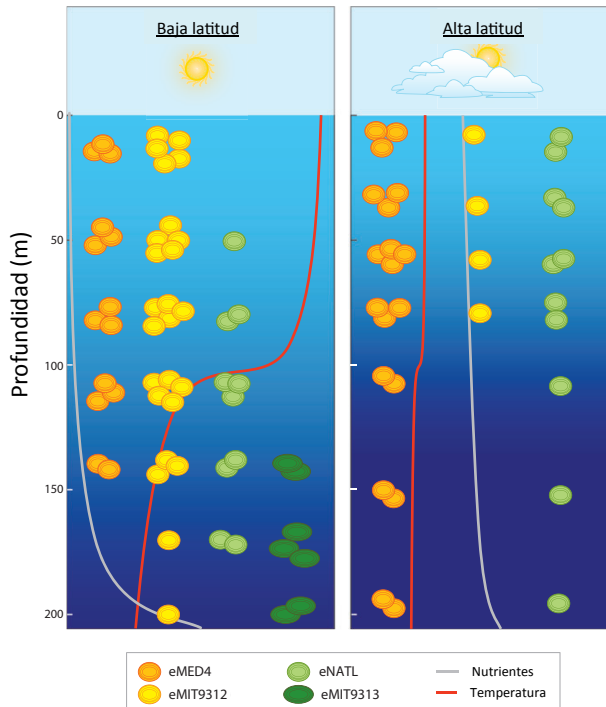 Baja latitud
Alta latitud
Profundidad (m)
0
50
100
150
200
eMED4
eNATL
Nutrientes
eMIT9312
eMIT9313
Temperatura